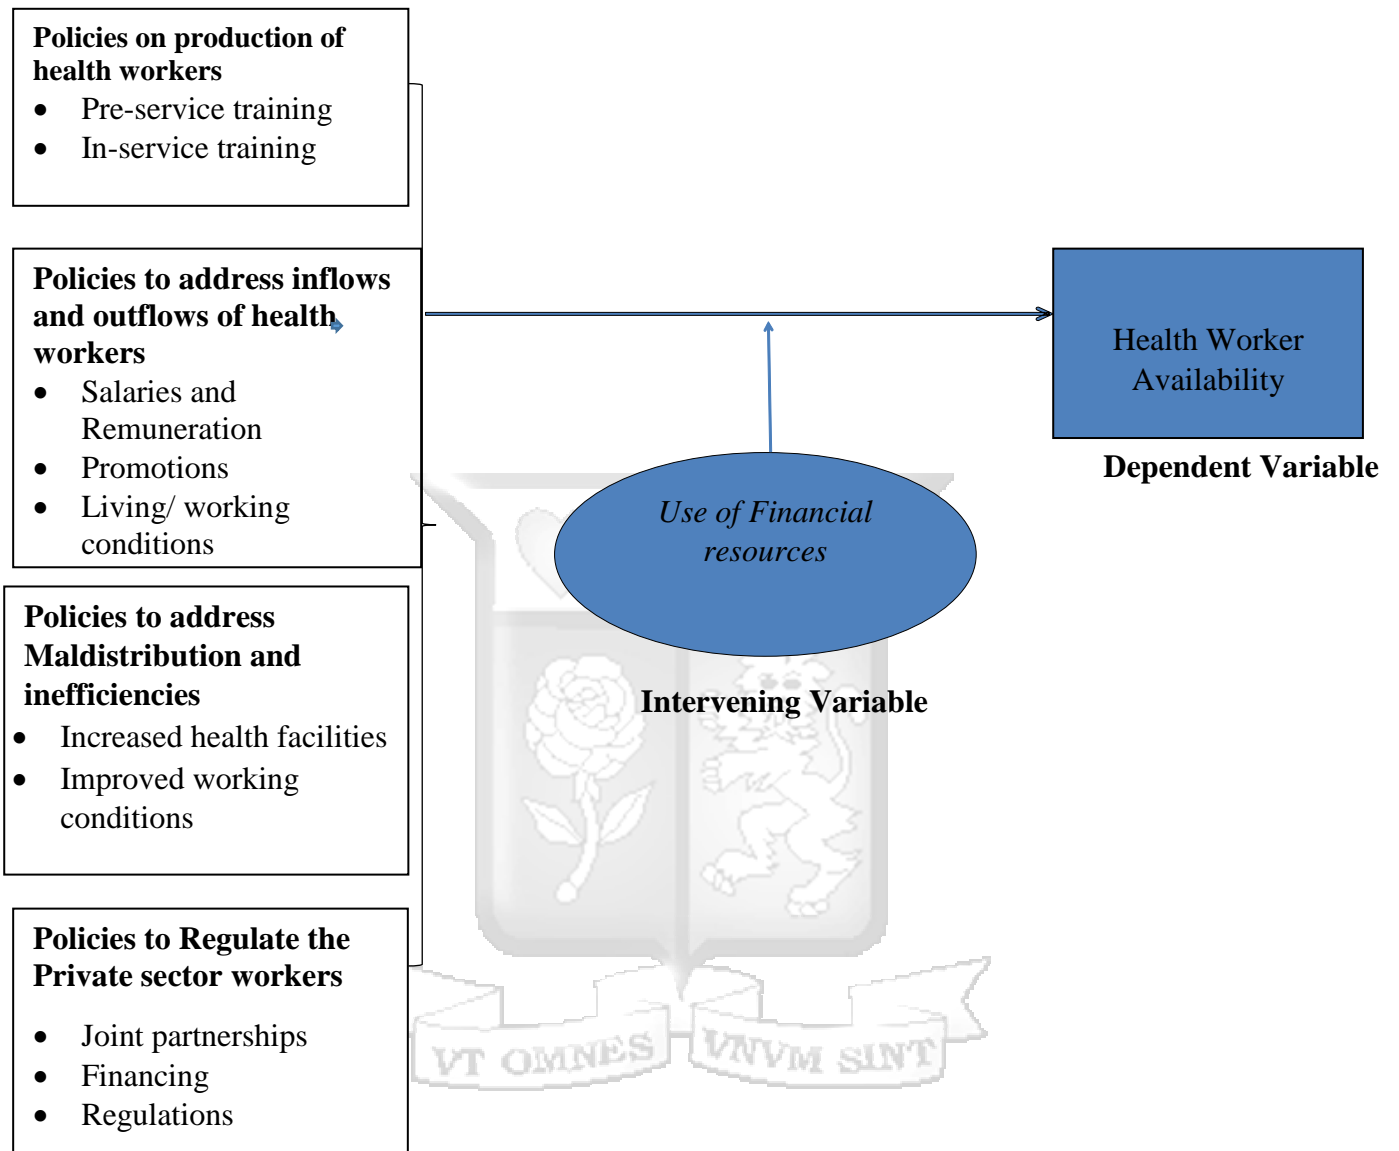 Policies on production of
health workers
• Pre-service training
• In-service training
Policies to address inflows
and outflows of health
workers
• Salaries and
Remuneration
• Promotions
• Living/ working
conditions
Policies to address
Maldistribution and
inefficiencies
• Increased health facilities
• Improved working
conditions
Policies to Regulate the
Private sector workers
• Joint partnerships
• Financing
• Regulations
Use of Financial
resources
Intervening Variable
Health Worker
Availability
Dependent Variable
VT OMNES VNVM SINT